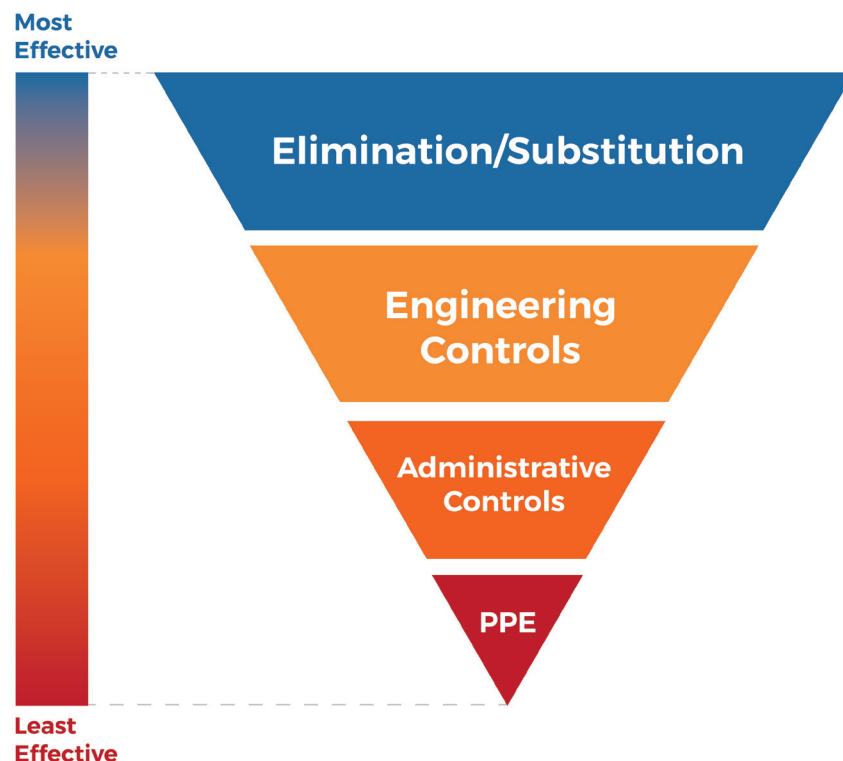 Most
Effective
Elimination/Substitution
Engineering
Controls
Administrative
Controls
PPE
Least
Effective